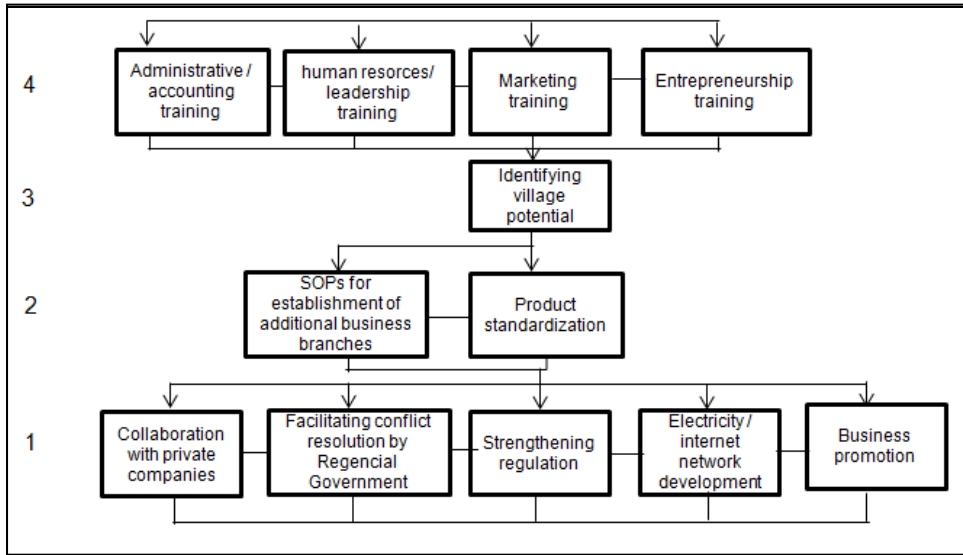 4
Administrative /
accounting
training
human resorces/
leadership
training
Marketing
training
Entrepreneurship
training
3
Identifying
village
potential
2
SOPs for
establishment of
additional business
branches
Product
standardization
1
Collaboration
with private
companies
Facilitating conflict
resolution by
Regencial
Government
Strengthening
regulation
Electricity /
internet
network
development
Business
promotion